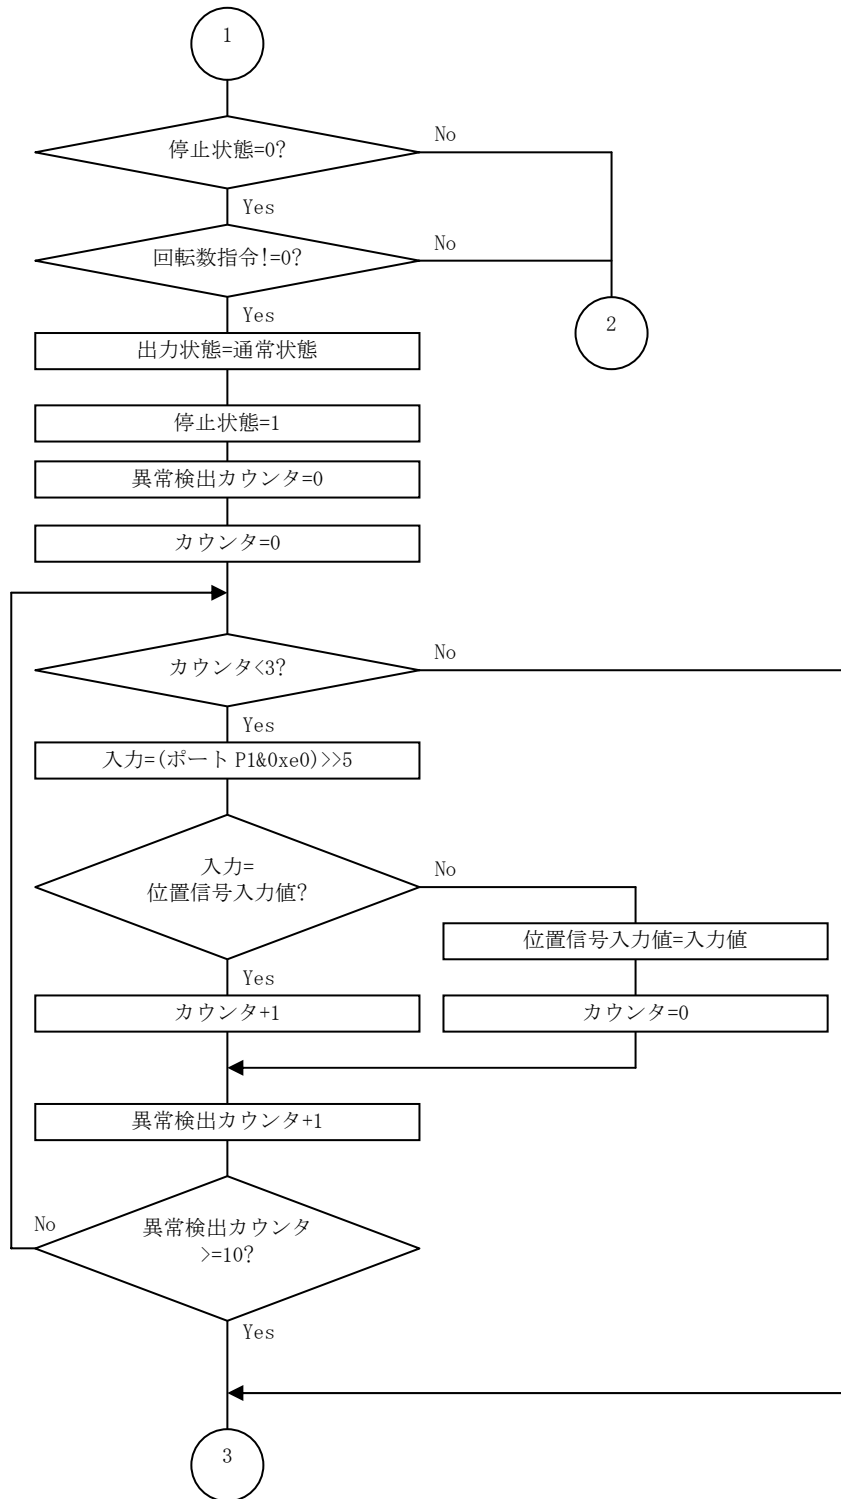 1
停止状態=0?
No
Yes
回転数指令!=0?
No
Yes
2
出力状態=通常状態
停止状態=1
異常検出カウンタ=0
カウンタ=0
カウンタ<3?
No
Yes
入力=(ポート P1&0xe0)>>5
入力=
位置信号入力値?
No
Yes
位置信号入力値=入力値
カウンタ+1
カウンタ=0
異常検出カウンタ+1
No
異常検出カウンタ
>=10?
Yes
3